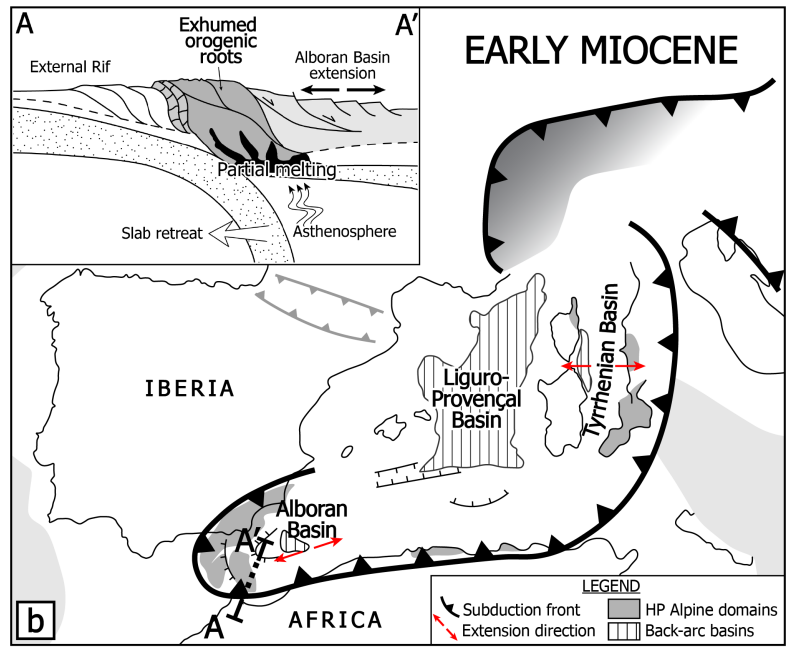 A
A'
Exhumed
orogenic
roots
External Rif
Alboran Basin
extension
Partial melting
Slab retreat
Asthenosphere
EARLY MIOCENE
IBERIA
Liguro-
Provençal
Basin
Tyrrhenian Basin
Alboran
Basin
A'
A
AFRICA
b
LEGEND
Subduction front
HP Alpine domains
Extension direction
Back-arc basins